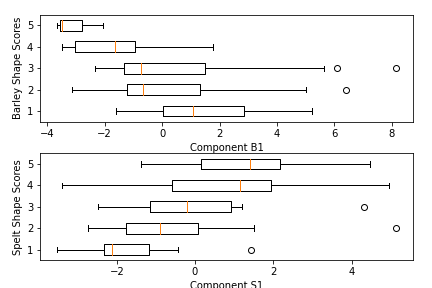 Barley Shape Scores
5
4
3
2
1
−4 −2 0 2 4 6 8
Component B1
Spelt Shape Scores
5
4
3
2
1
−2 0 2 4
Component S1